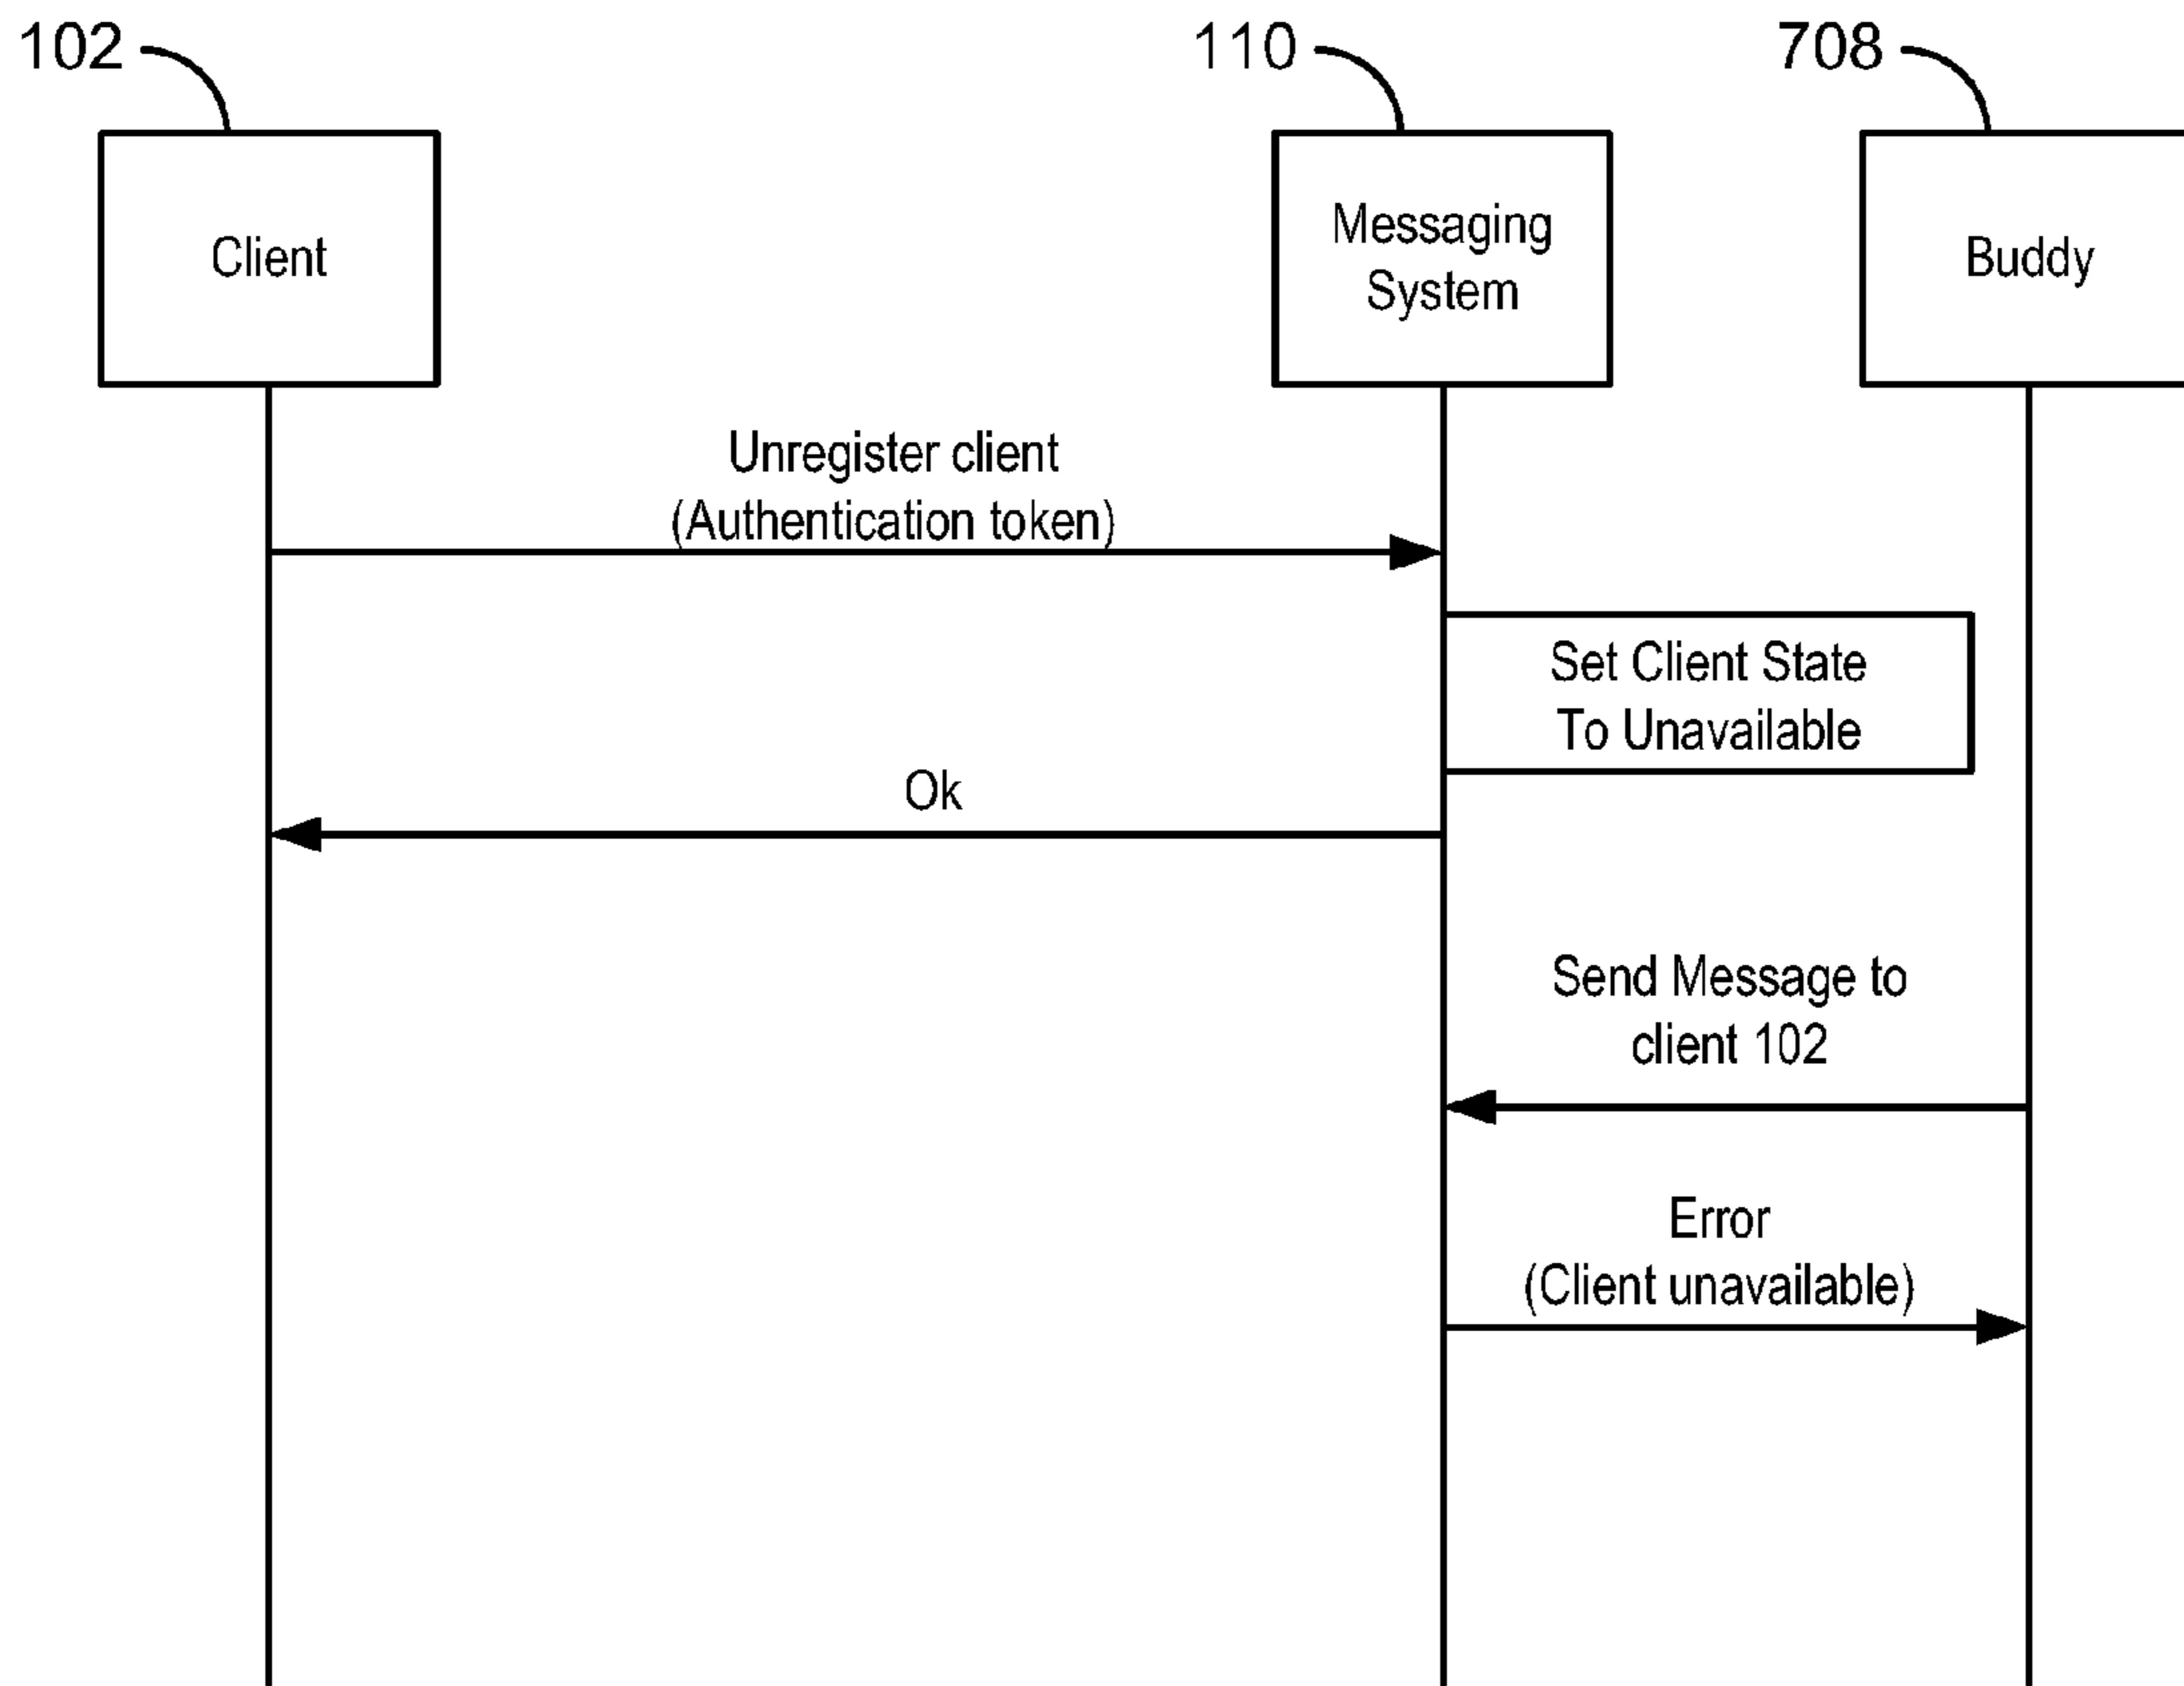 102
110
708
Client
Messaging
System
Buddy
Unregister client
(Authentication token)
Set Client State
To Unavailable
Ok
Send Message to
client 102
Error
(Client unavailable)